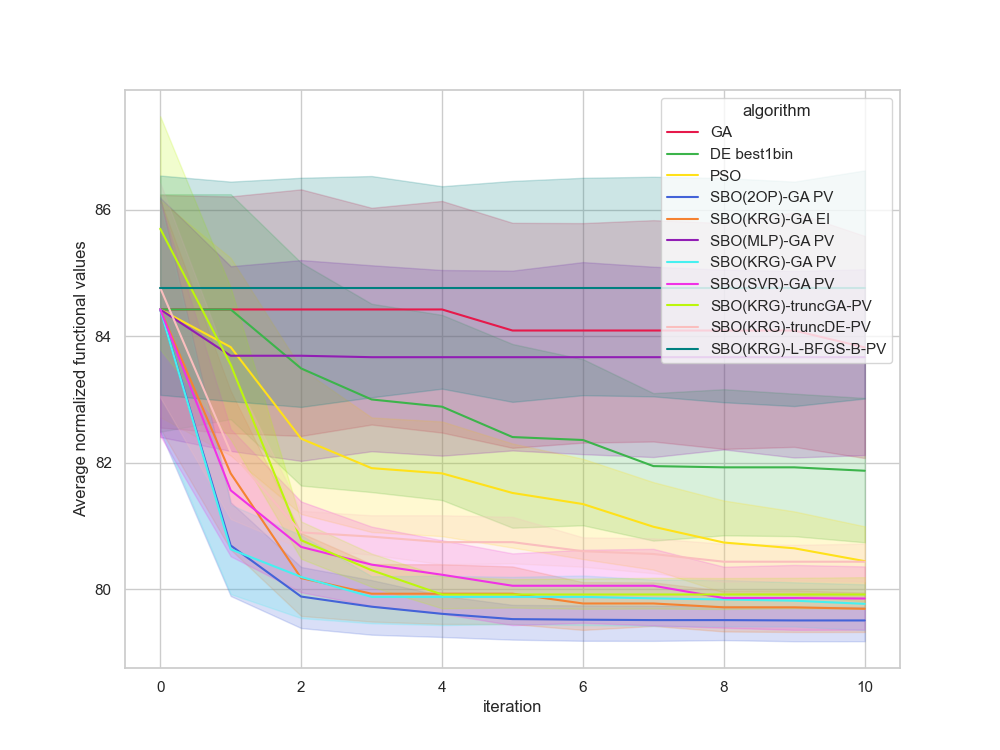 algorithm
GA
DE best1bin
PSO
SBO(2OP)-GA PV
SBO(KRG)-GA EI
SBO(MLP)-GA PV
SBO(KRG)-GA PV
SBO(SVR)-GA PV
SBO(KRG)-truncGA-PV
SBO(KRG)-truncDE-PV
SBO(KRG)-L-BFGS-B-PV
Average normalized functional values
86
84
82
80
0 2 4 6 8 10
iteration